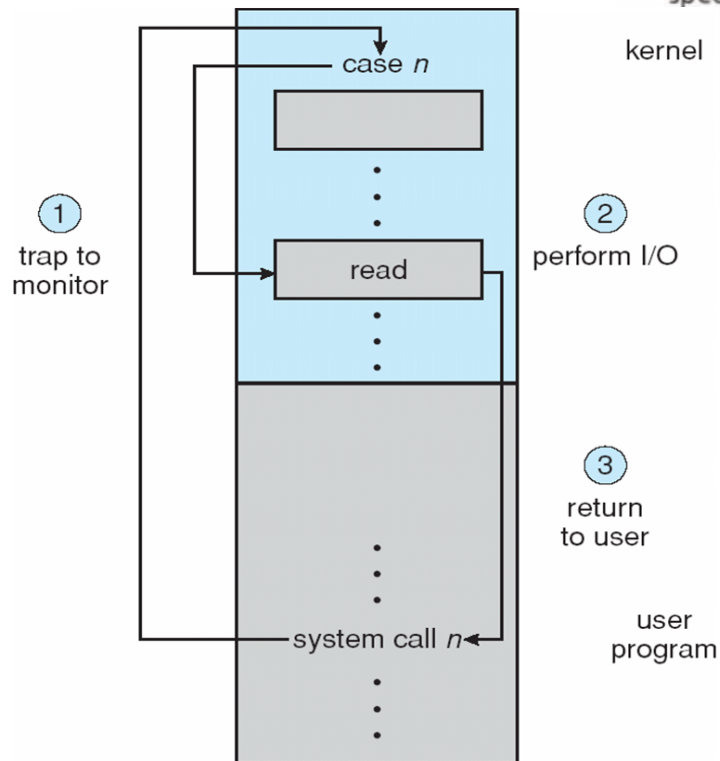 kernel
case n
1
trap to
monitor
2
perform I/O
read
3
return
to user
system call n
user
program